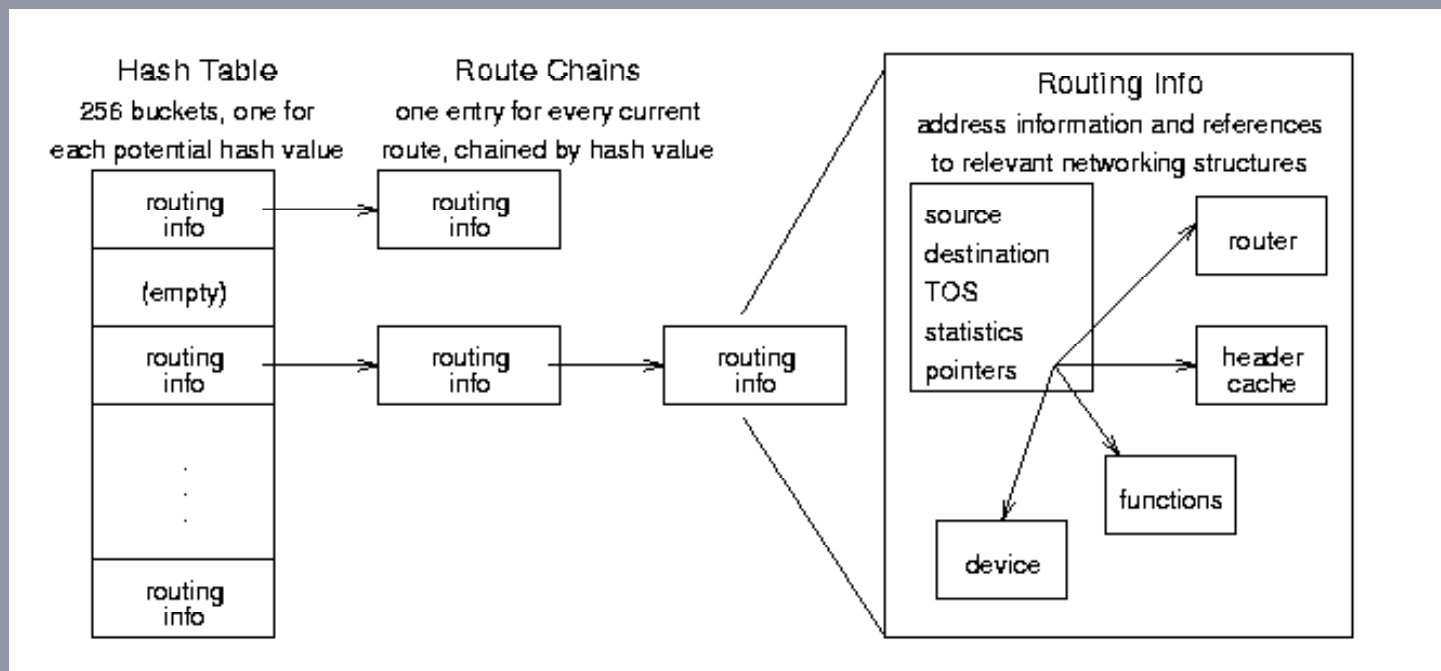 Hash Table
256 buckets, one for
each potential hash value
routing
info
(empty)
routing
info
.
.
.
routing
info
Route Chains
one entry for every current
route, chained by hash value
routing
info
routing
info
routing
info
Routing Info
address information and references
to relevant networking structures
source
destination
TOS
statistics
pointers
router
header
cache
functions
device